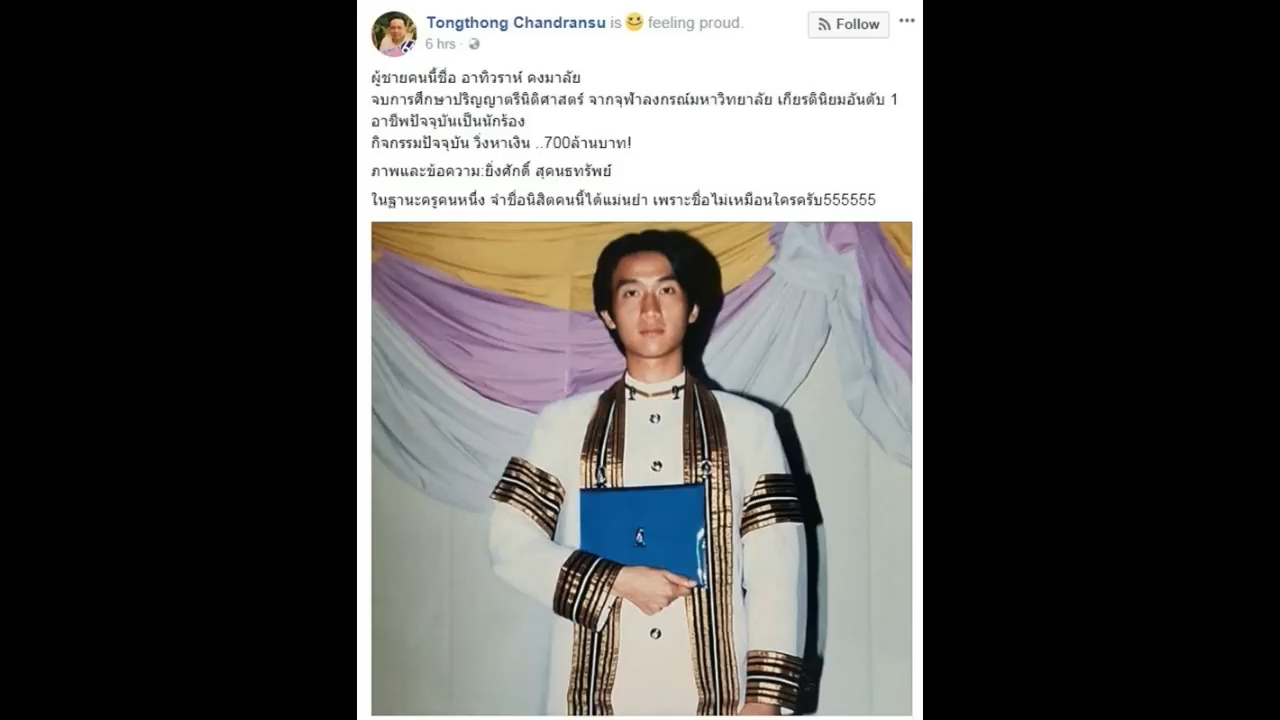 Tongthong Chandransu is feeling proud.
Follow
6 hrs
ผู้ชายคนนี้ชื่อ อาทิวราห์ คงมาลัย
จบการศึกษาปริญญาตรีนิติศาสตร์ จากจุฬาลงกรณ์มหาวิทยาลัย เกียรตินิยมอันดับ 1
อาชีพปัจจุบันเป็นนักร้อง
กิจกรรมปัจจุบัน วิ่งหาเงิน ..700ล้านบาท!
ภาพและข้อความ:ยิ่งศักดิ์ สุคนธทรัพย์
ในฐานะครูคนหนึ่ง จำชื่อนิสิตคนนี้ได้แม่นยำ เพราะชื่อไม่เหมือนใครครับ555555